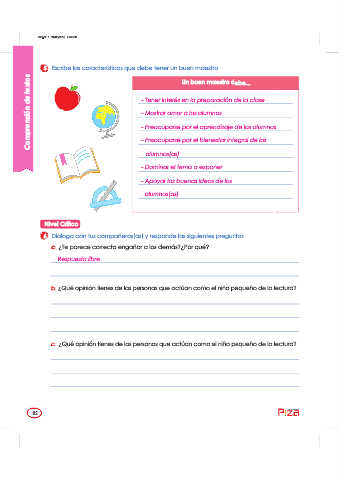 Comprensión de textos
Escribe las características que debe tener un buen maestro
Un buen maestro debe...
- Tener interés en la preparación de la clase
- Mostrar amor a los alumnos
- Preocuparse por el aprendizaje de los alumnos
- Preocuparse por el bienestar integral de los
alumnos(as)
- Dominar el tema a exponer
- Apoyar las buenas ideas de los
alumnos(as)
Nivel Crítico
Dialoga con tus compañeros(as) y responde las siguientes preguntas
a. ¿Te parece correcto engañar a los demás?¿Por qué?
Respuesta libre
b. ¿Qué opinión tienes de las personas que actúan como el niño pequeño de la lectura?
c. ¿Qué opinión tienes de las personas que actúan como el niño pequeño de la lectura?